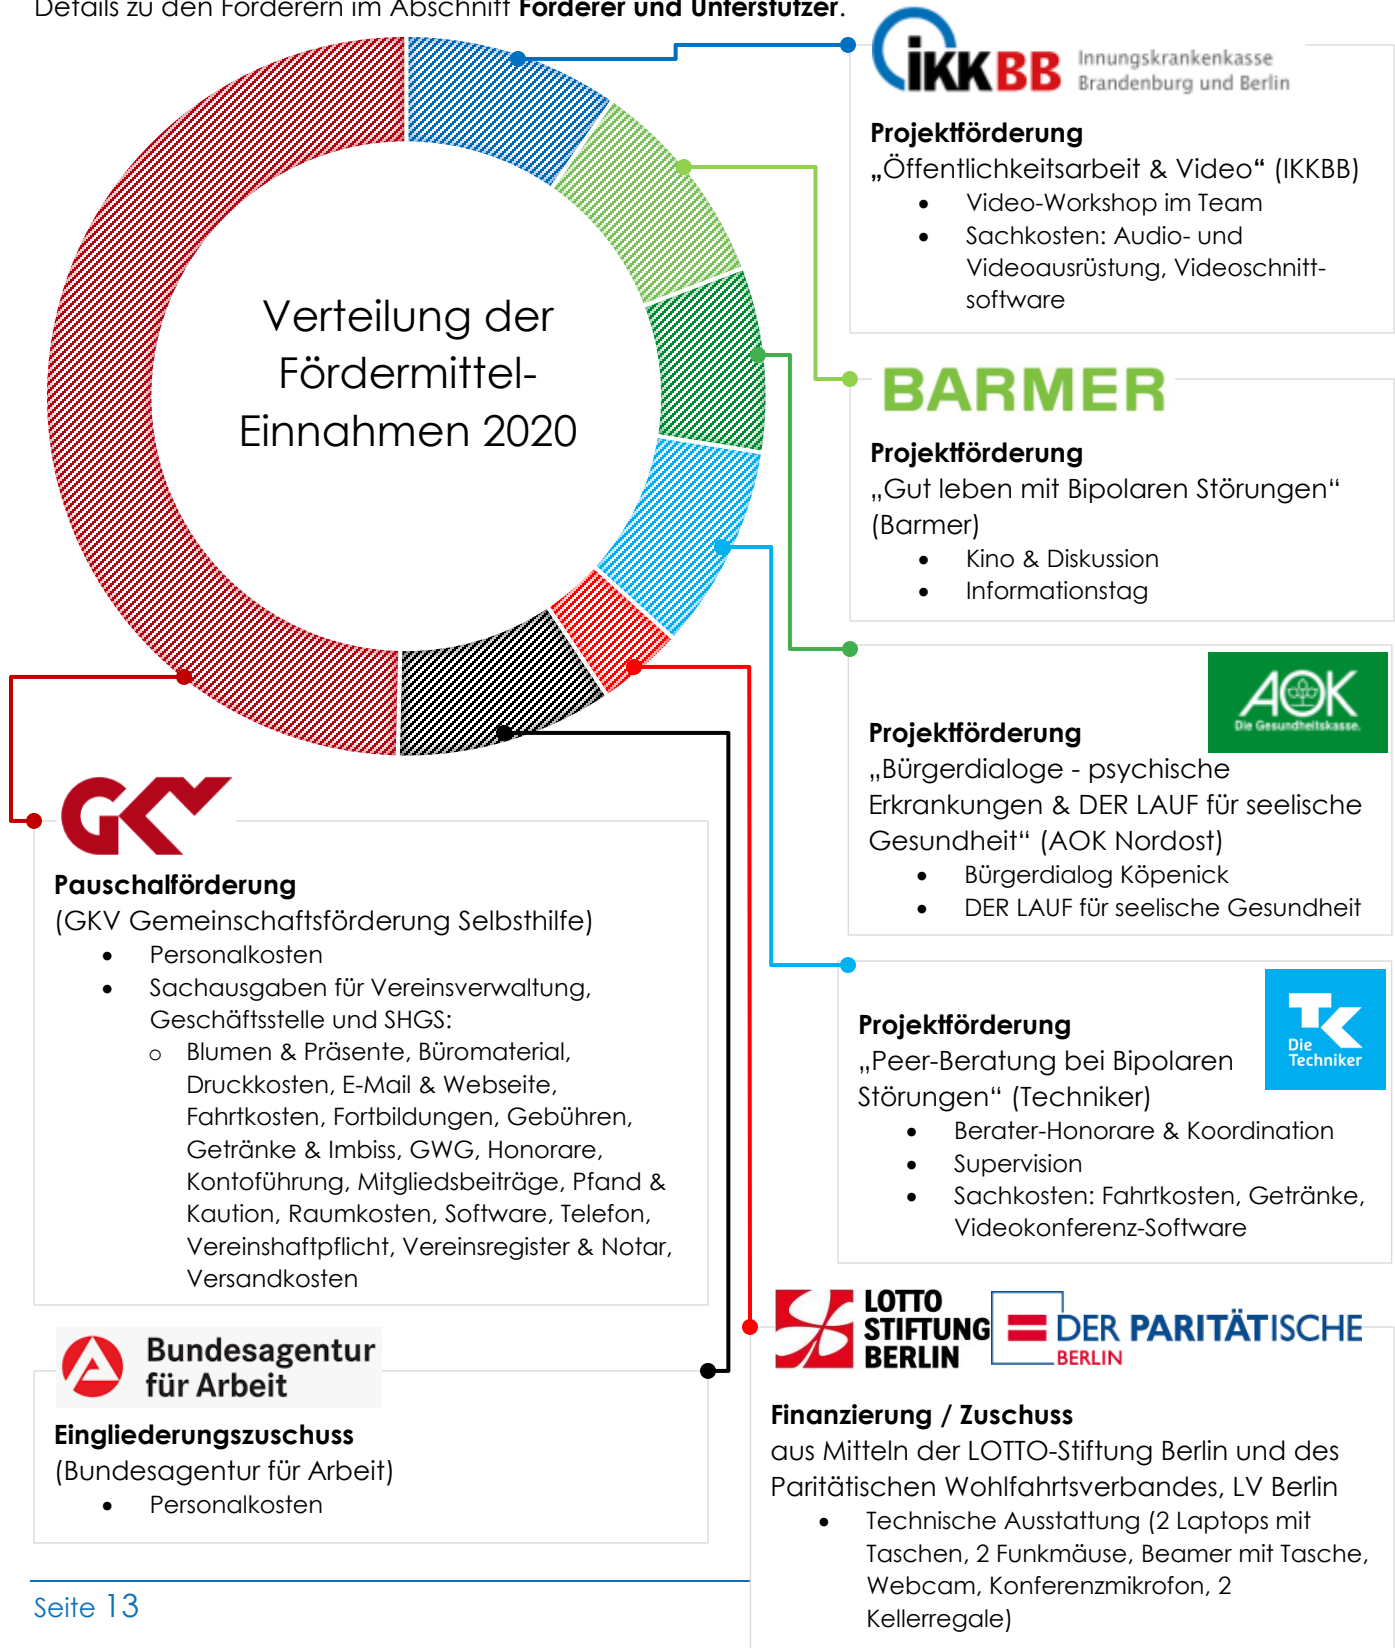 Details zu den Förderern im Abschnitt Förderer und Unterstützer.
Verteilung der
Fördermittel-
Einnahmen 2020
iKKBB
Innungskrankenkasse
Brandenburg und Berlin
Projektförderung
„Öffentlichkeitsarbeit & Video“ (IKKBB)
• Video-Workshop im Team
• Sachkosten: Audio- und
Videoausrüstung, Videoschnitt-
software
BARMER
Projektförderung
„Gut leben mit Bipolaren Störungen“
(Barmer)
• Kino & Diskussion
• Informationstag
AOK
Die Gesundheitskasse.
Projektförderung
„Bürgerdialoge - psychische
Erkrankungen & DER LAUF für seelische
Gesundheit“ (AOK Nordost)
• Bürgerdialog Köpenick
• DER LAUF für seelische Gesundheit
TK
Die
Techniker
Projektförderung
„Peer-Beratung bei Bipolaren
Störungen“ (Techniker)
• Berater-Honorare & Koordination
• Supervision
• Sachkosten: Fahrtkosten, Getränke,
Videokonferenz-Software
GKV
Pauschalförderung
(GKV Gemeinschaftsförderung Selbsthilfe)
• Personalkosten
• Sachausgaben für Vereinsverwaltung,
Geschäftsstelle und SHGS:
o Blumen & Präsente, Büromaterial,
Druckkosten, E-Mail & Webseite,
Fahrtkosten, Fortbildungen, Gebühren,
Getränke & Imbiss, GWG, Honorare,
Kontoführung, Mitgliedsbeiträge, Pfand &
Kaution, Raumkosten, Software, Telefon,
Vereinshaftpflicht, Vereinsregister & Notar,
Versandkosten
Bundesagentur
für Arbeit
Eingliederungszuschuss
(Bundesagentur für Arbeit)
• Personalkosten
LOTTO
STIFTUNG
BERLIN
DER PARITÄTISCHE
BERLIN
Finanzierung / Zuschuss
aus Mitteln der LOTTO-Stiftung Berlin und des
Paritätischen Wohlfahrtsverbandes, LV Berlin
• Technische Ausstattung (2 Laptops mit
Taschen, 2 Funkmäuse, Beamer mit Tasche,
Webcam, Konferenzmikrofon, 2
Kellerregale)
Seite 13